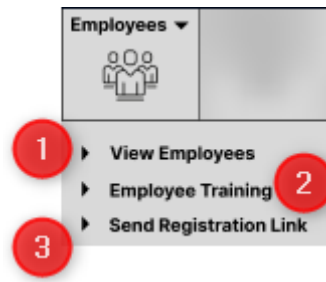 Employees
1
View Employees
Employee Training 2
Send Registration Link
3